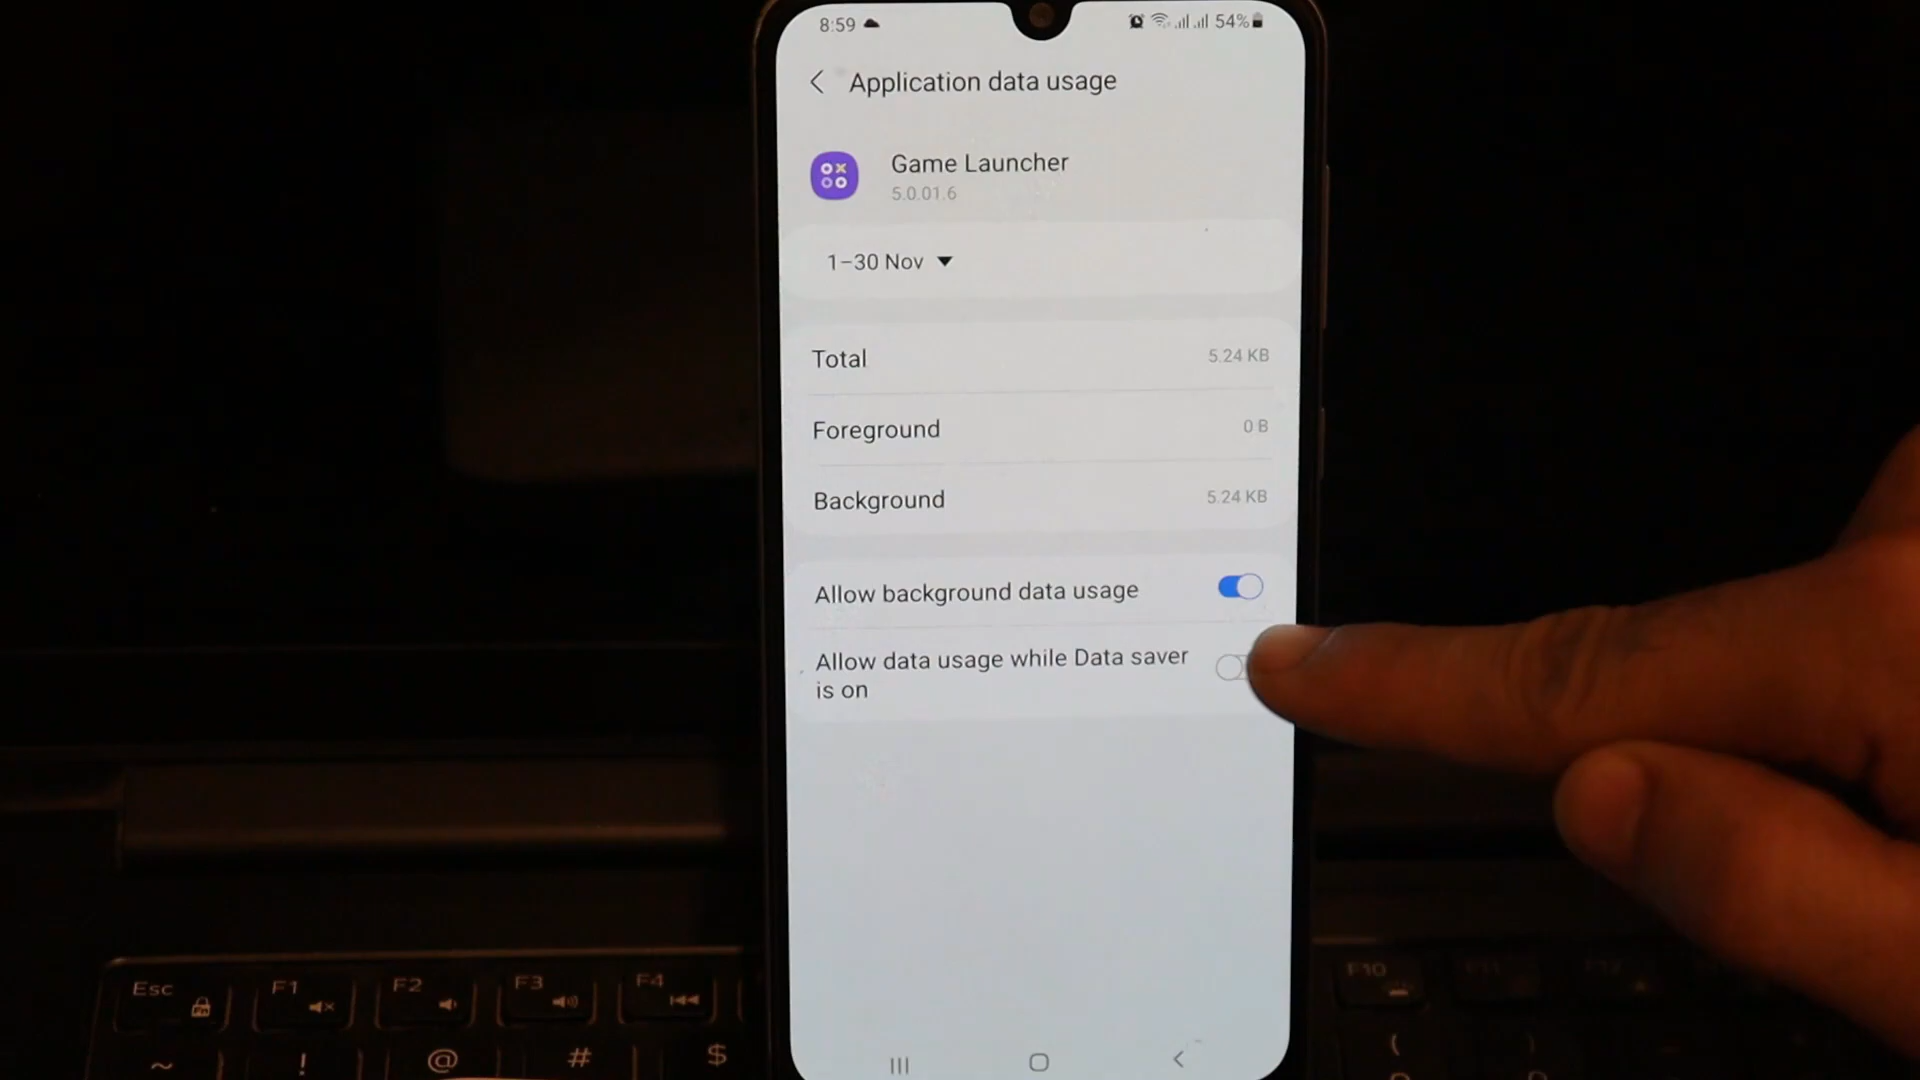 8:59
54%
Application data usage
Game Launcher
5.0.01.6
1–30 Nov
Total
5.24 KB
Foreground
0 B
Background
5.24 KB
Allow background data usage
Allow data usage while Data saver
is on
Esc
F1
F2
F3
F4
F10
Fn
~
!
@
#
$
(